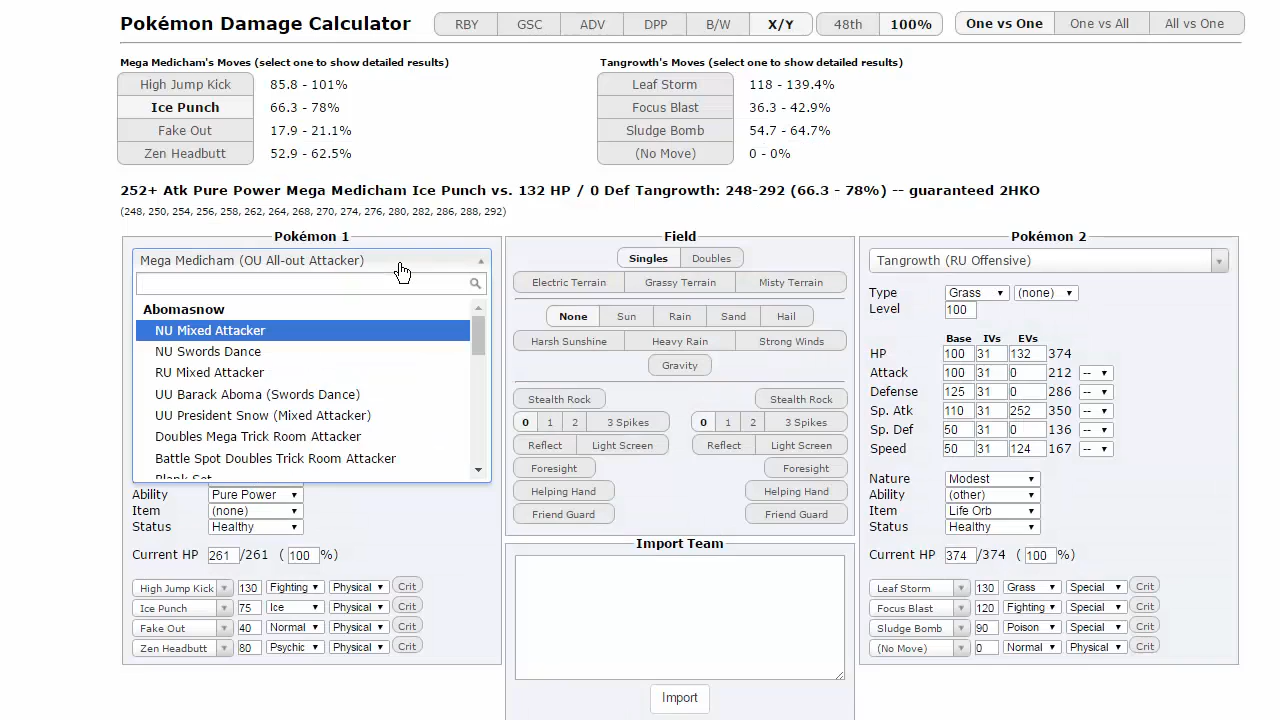 Pokémon Damage Calculator RBY GSC ADV DPP B/W X/Y 48th 100% One vs One One vs All All vs One
Mega Medicham's Moves (select one to show detailed results)
High Jump Kick 85.8 - 101%
Ice Punch 66.3 - 78%
Fake Out 17.9 - 21.1%
Zen Headbutt 52.9 - 62.5%
Tangrowth's Moves (select one to show detailed results)
Leaf Storm 118 - 139.4%
Focus Blast 36.3 - 42.9%
Sludge Bomb 54.7 - 64.7%
(No Move) 0 - 0%
252+ Atk Pure Power Mega Medicham Ice Punch vs. 132 HP / 0 Def Tangrowth: 248-292 (66.3 - 78%) -- guaranteed 2HKO
(248, 250, 254, 256, 258, 262, 264, 268, 270, 274, 276, 280, 282, 286, 288, 292)
Pokémon 1
Mega Medicham (OU All-out Attacker)
Abomasnow
NU Mixed Attacker
NU Swords Dance
RU Mixed Attacker
UU Barack Aboma (Swords Dance)
UU President Snow (Mixed Attacker)
Doubles Mega Trick Room Attacker
Battle Spot Doubles Trick Room Attacker
Blank Set
Ability Pure Power
Item (none)
Status Healthy
Current HP 261/261 (100%)
High Jump Kick 130 Fighting Physical Crit
Ice Punch 75 Ice Physical Crit
Fake Out 40 Normal Physical Crit
Zen Headbutt 80 Psychic Physical Crit
Field
Singles Doubles
Electric Terrain Grassy Terrain Misty Terrain
None Sun Rain Sand Hail
Harsh Sunshine Heavy Rain Strong Winds
Gravity
Stealth Rock Stealth Rock
0 1 2 3 Spikes 0 1 2 3 Spikes
Reflect Light Screen Reflect Light Screen
Foresight Foresight
Helping Hand Helping Hand
Friend Guard Friend Guard
Import Team
Import
Pokémon 2
Tangrowth (RU Offensive)
Type Grass (none)
Level 100
Base IVs EVs
HP 100 31 132 374
Attack 100 31 0 212 --
Defense 125 31 0 286 --
Sp. Atk 110 31 252 350 --
Sp. Def 50 31 0 136 --
Speed 50 31 124 167 --
Nature Modest
Ability (other)
Item Life Orb
Status Healthy
Current HP 374/374 (100%)
Leaf Storm 130 Grass Special Crit
Focus Blast 120 Fighting Special Crit
Sludge Bomb 90 Poison Special Crit
(No Move) 0 Normal Physical Crit